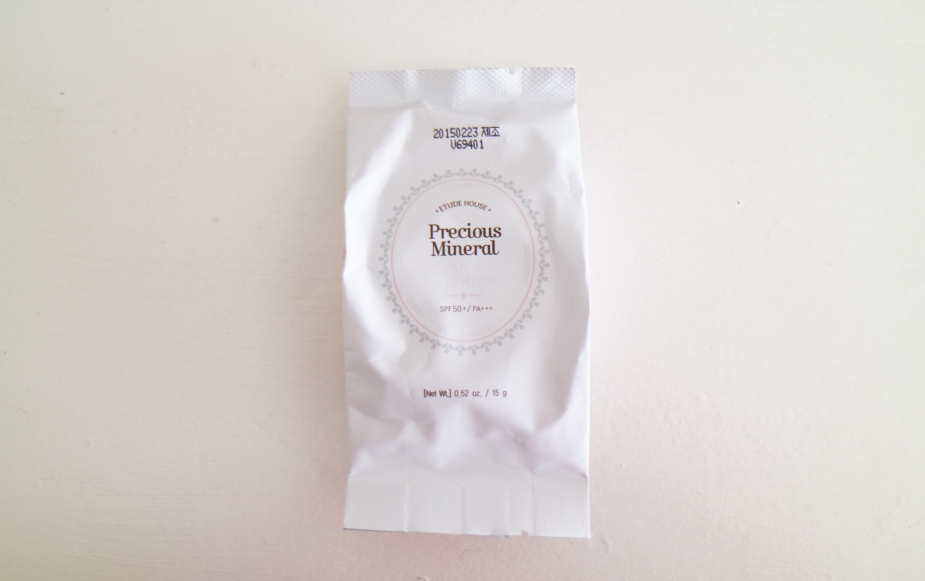 20150223 제조
V69401
• ETUDE HOUSE •
Precious
Mineral
SPF50+/PA+++
[Net Wt.] 0.52 oz. / 15 g